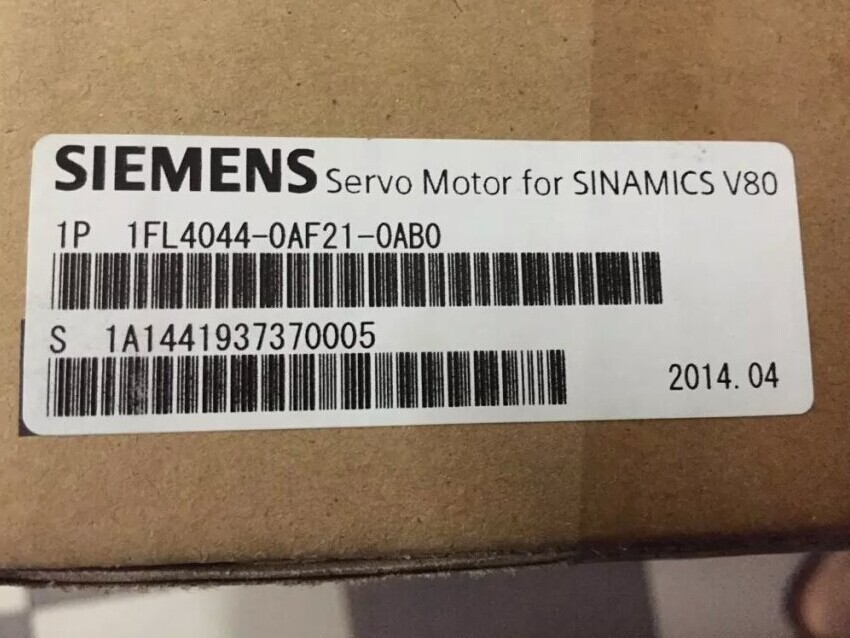 SIEMENS Servo Motor for SINAMICS V80
1P 1FL4044-0AF21-0AB0
S 1A1441937370005
2014.04